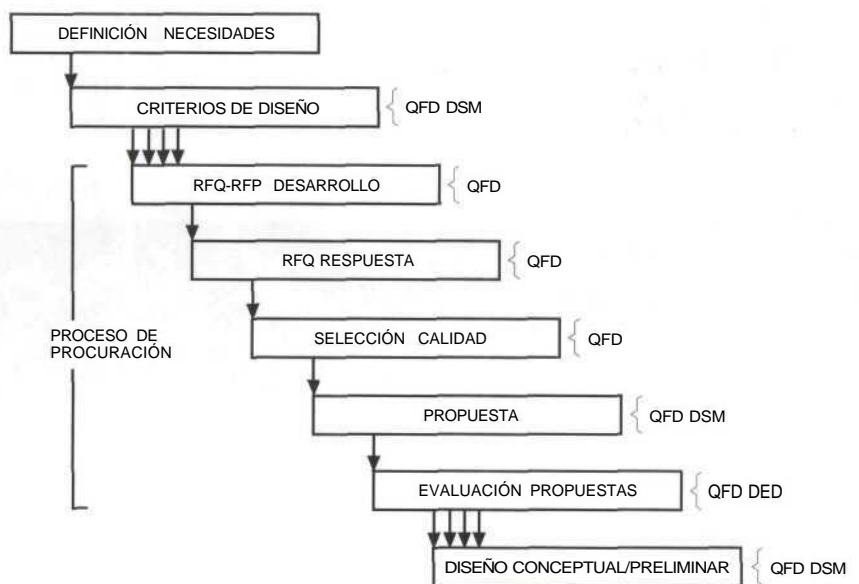 DEFINICIÓN NECESIDADES
CRITERIOS DE DISEÑO
QFD DSM
RFQ-RFP DESARROLLO
QFD
RFQ RESPUESTA
QFD
PROCESO DE
PROCURACIÓN
SELECCIÓN CALIDAD
QFD
PROPUESTA
QFD DSM
EVALUACIÓN PROPUESTAS
QFD DED
DISEÑO CONCEPTUAL/PRELIMINAR
QFD DSM